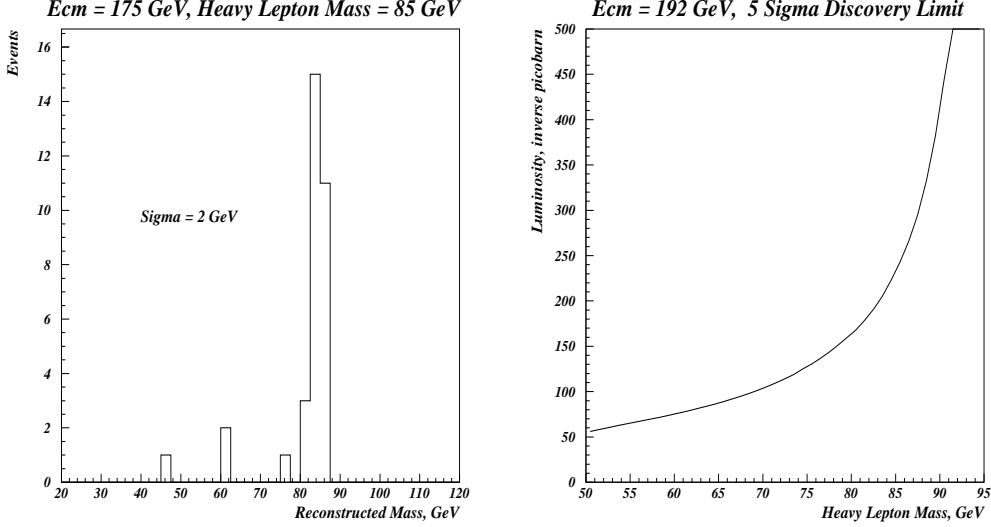 Ecm = 175 GeV, Heavy Lepton Mass = 85 GeV
Events
16
14
12
10
8
6
4
2
0
Sigma = 2 GeV
20 30 40 50 60 70 80 90 100 110 120
Reconstructed Mass, GeV
Ecm = 192 GeV, 5 Sigma Discovery Limit
Luminosity, inverse picobarn
500
450
400
350
300
250
200
150
100
50
0
50 55 60 65 70 75 80 85 90 95
Heavy Lepton Mass, GeV